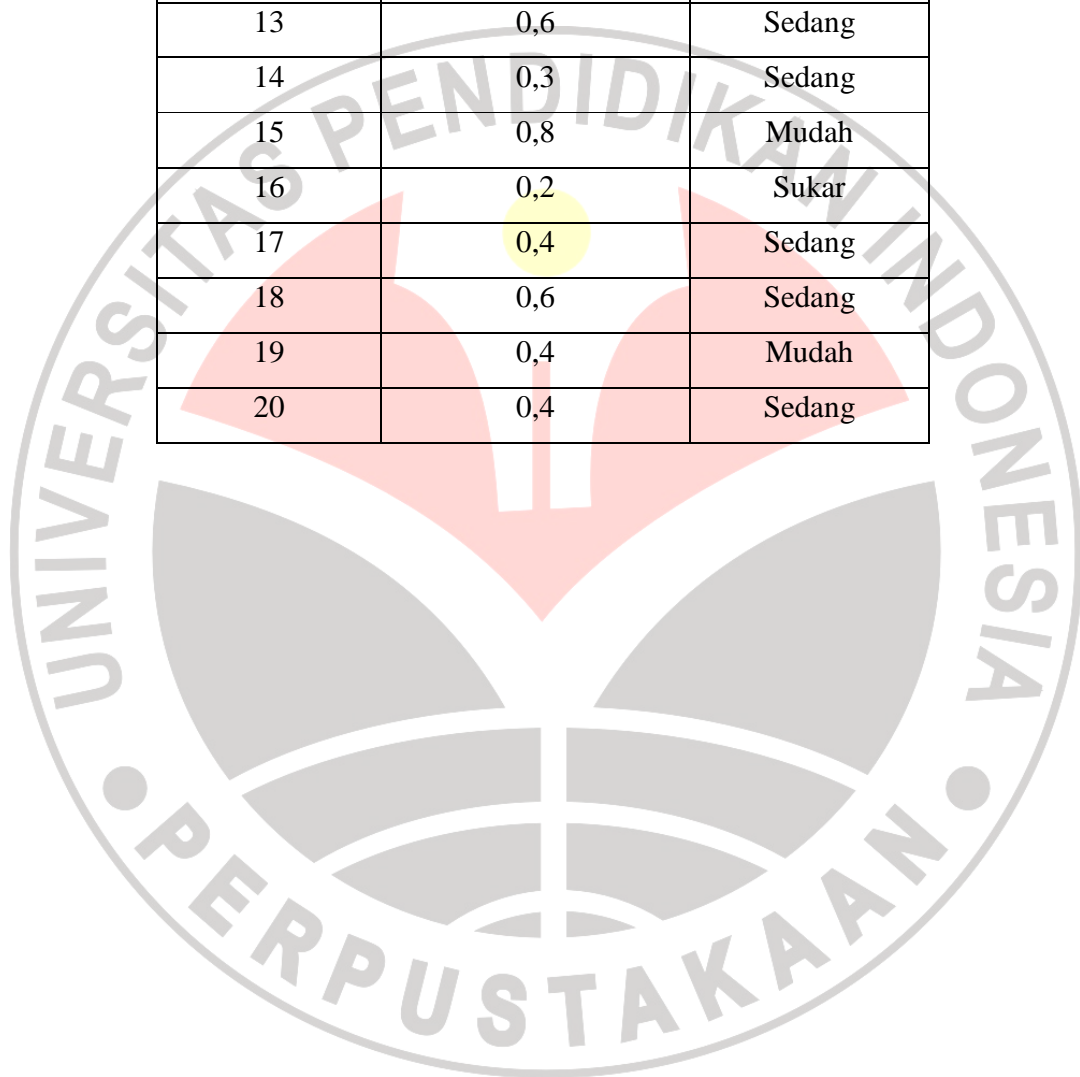 13 0,6 Sedang
14 0,3 Sedang
15 0,8 Mudah
16 0,2 Sukar
17 0,4 Sedang
18 0,6 Sedang
19 0,4 Mudah
20 0,4 Sedang
UNIVERSITAS PENDIDIKAN INDONESIA
PERPUSTAKAAN